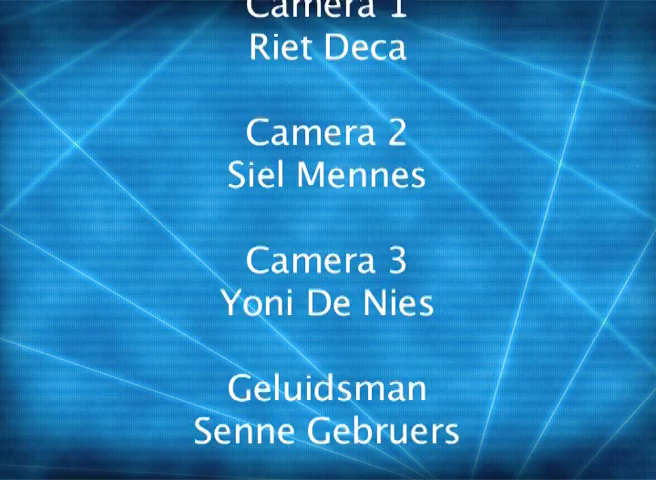 Camera 1
Riet Deca
Camera 2
Siel Mennes
Camera 3
Yoni De Nies
Geluidsman
Senne Gebruers